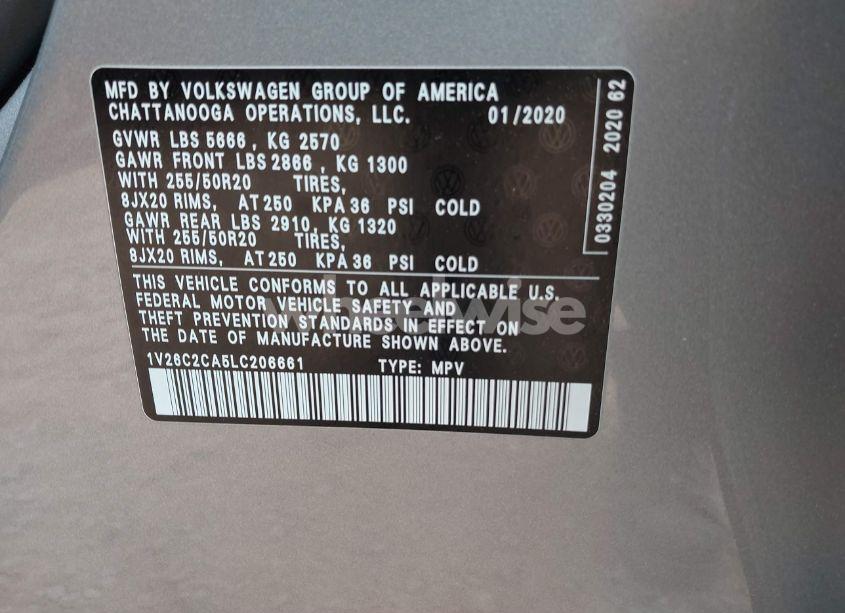 MFD BY VOLKSWAGEN GROUP OF AMERICA
CHATTANOOGA OPERATIONS, LLC. 01/2020
GVWR LBS 5666 , KG 2570
GAWR FRONT LBS 2866 , KG 1300
WITH 255/50R20 TIRES,
8JX20 RIMS, AT 250 KPA 36 PSI COLD
GAWR REAR LBS 2910, KG 1320
WITH 255/50R20 TIRES,
8JX20 RIMS, AT 250 KPA 36 PSI COLD
THIS VEHICLE CONFORMS TO ALL APPLICABLE U.S.
FEDERAL MOTOR VEHICLE SAFETY AND
THEFT PREVENTION STANDARDS IN EFFECT ON
THE DATE OF MANUFACTURE SHOWN ABOVE.
1V26C2CA5LC206661 TYPE: MPV
0330204 2020 62
wheelwise